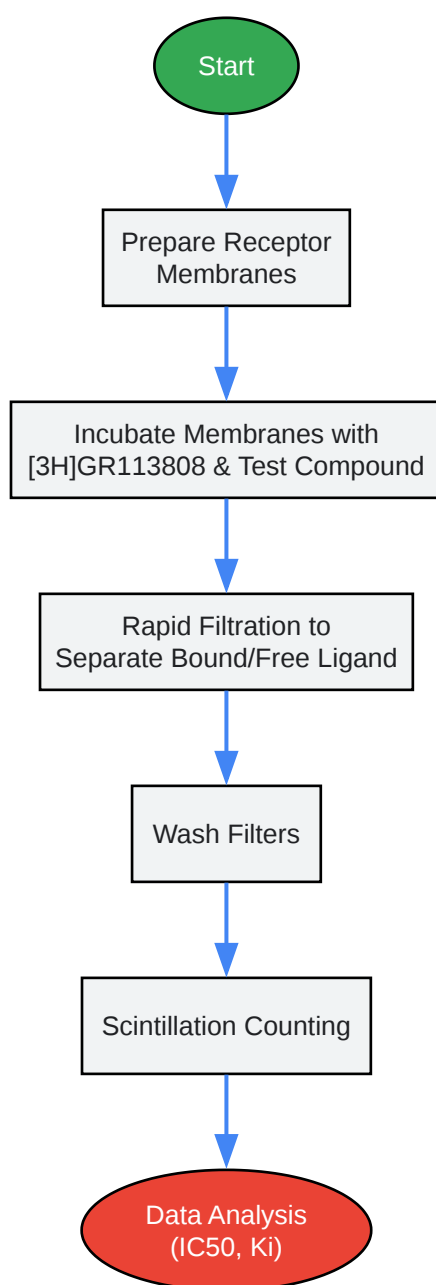 Start
Prepare Receptor
Membranes
Incubate Membranes with
[3H]GR113808 & Test Compound
Rapid Filtration to
Separate Bound/Free Ligand
Wash Filters
Scintillation Counting
Data Analysis
(IC50, Ki)